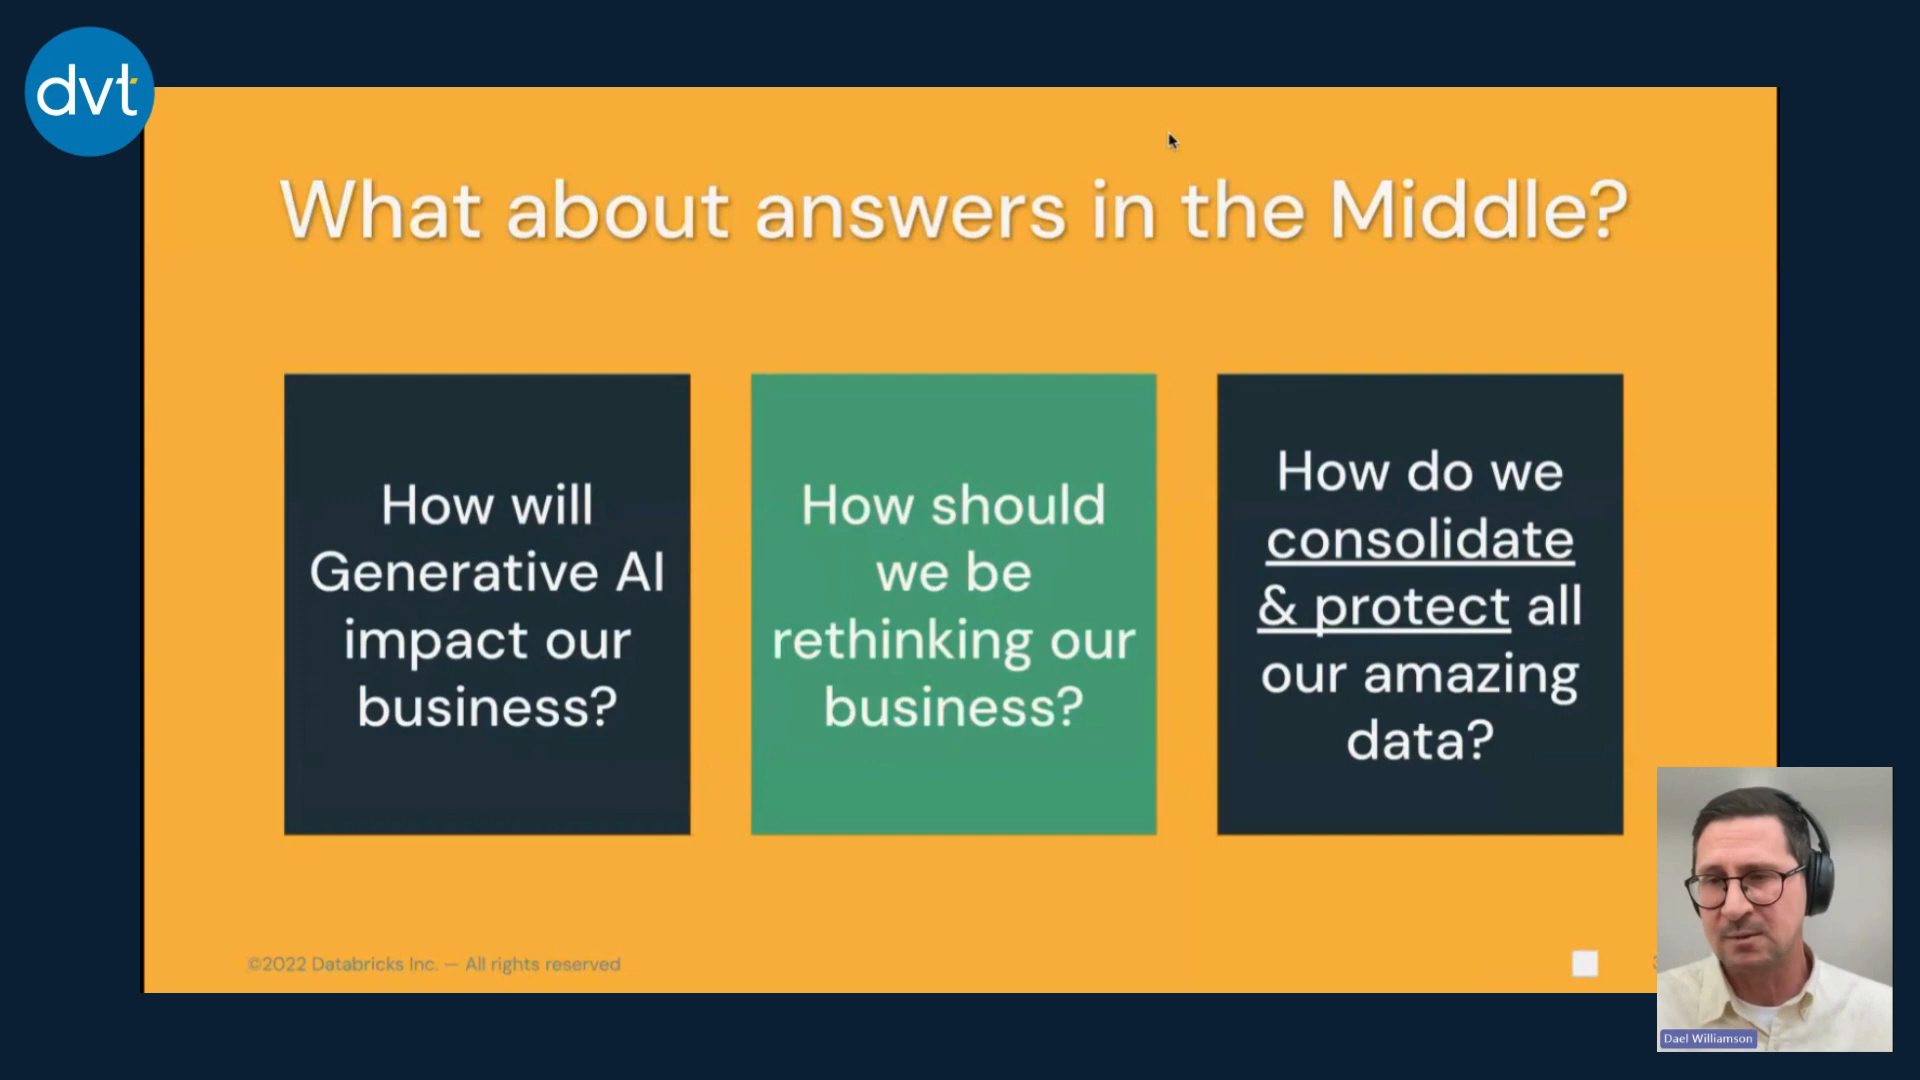 dvt
What about answers in the Middle?
How will
Generative AI
impact our
business?
How should
we be
rethinking our
business?
How do we
consolidate
& protect all
our amazing
data?
©2022 Databricks Inc. — All rights reserved
Dael Williamson